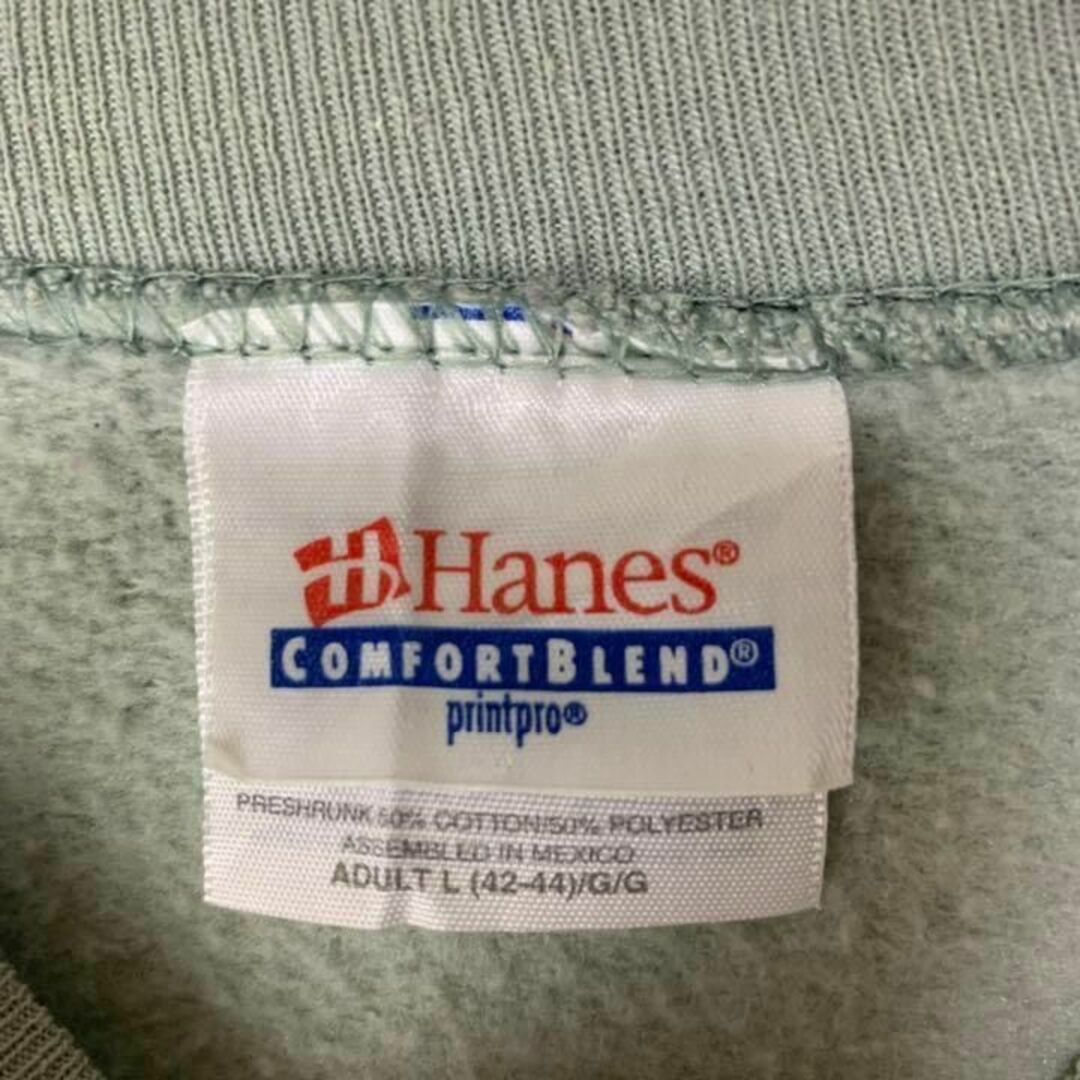 H Hanes®
COMFORTBLEND®
printpro®
PRESHRUNK 50% COTTON/50% POLYESTER
ASSEMBLED IN MEXICO
ADULT L (42-44)/G/G